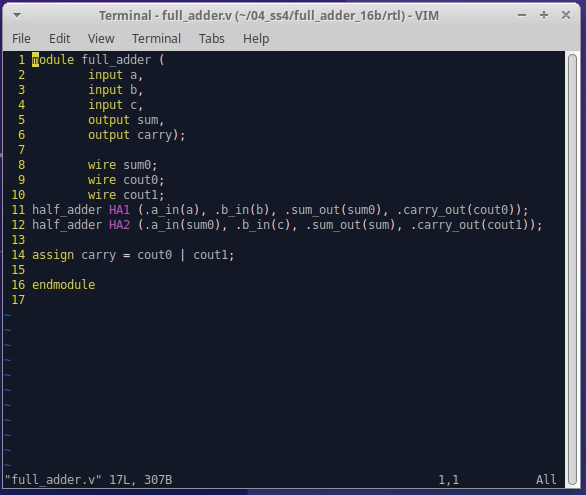 Terminal - full_adder.v (~/04_ss4/full_adder_16b/rtl) - VIM
File Edit View Terminal Tabs Help
1 module full_adder (
2 input a,
3 input b,
4 input c,
5 output sum,
6 output carry);
7
8 wire sum0;
9 wire cout0;
10 wire cout1;
11 half_adder HA1 (.a_in(a), .b_in(b), .sum_out(sum0), .carry_out(cout0));
12 half_adder HA2 (.a_in(sum0), .b_in(c), .sum_out(sum), .carry_out(cout1));
13
14 assign carry = cout0 | cout1;
15
16 endmodule
17
~
~
~
~
~
~
~
~
~
~
~
"full_adder.v" 17L, 307B 1,1 All